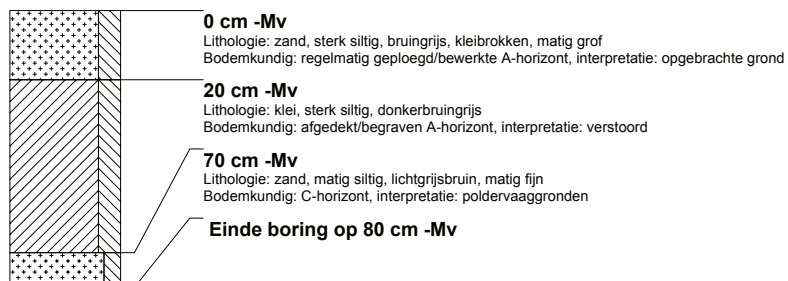 0 cm -Mv
Lithologie: zand, sterk siltig, bruingrijs, kleibrokken, matig grof
Bodemkundig: regelmatig geploegd/bewerkte A-horizont, interpretatie: opgebrachte grond
20 cm -Mv
Lithologie: klei, sterk siltig, donkerbruingrijs
Bodemkundig: afgedekt/begraven A-horizont, interpretatie: verstoord
70 cm -Mv
Lithologie: zand, matig siltig, lichtgrijsbruin, matig fijn
Bodemkundig: C-horizont, interpretatie: poldervaaggronden
Einde boring op 80 cm -Mv